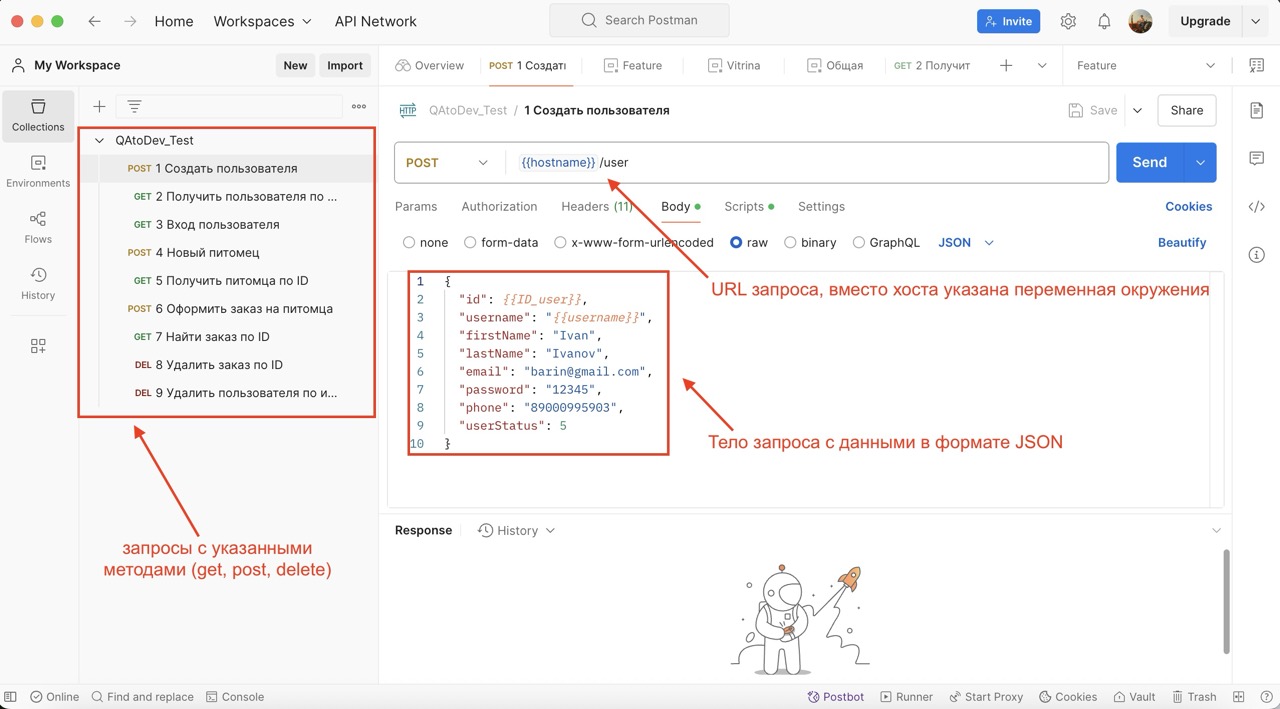 Home Workspaces API Network Search Postman Invite Upgrade
My Workspace New Import Overview POST 1 Создать Feature Vitrina Общая GET 2 Получит Feature
Collections
Environments
Flows
History
QAtoDev_Test
POST 1 Создать пользователя
GET 2 Получить пользователя по ...
GET 3 Вход пользователя
POST 4 Новый питомец
GET 5 Получить питомца по ID
POST 6 Оформить заказ на питомца
GET 7 Найти заказ по ID
DEL 8 Удалить заказ по ID
DEL 9 Удалить пользователя по и...
запросы с указанными
методами (get, post, delete)
HTTP QAtoDev_Test / 1 Создать пользователя Save Share
POST {{hostname}} /user Send
Params Authorization Headers (11) Body Scripts Settings Cookies
none form-data x-www-form-urlencoded raw binary GraphQL JSON Beautify
1 {
2 "id": {{ID_user}},
3 "username": "{{username}}",
4 "firstName": "Ivan",
5 "lastName": "Ivanov",
6 "email": "barin@gmail.com",
7 "password": "12345",
8 "phone": "89000995903",
9 "userStatus": 5
10 }
URL запроса, вместо хоста указана переменная окружения
Тело запроса с данными в формате JSON
Response History
Online Find and replace Console Postbot Runner Start Proxy Cookies Vault Trash